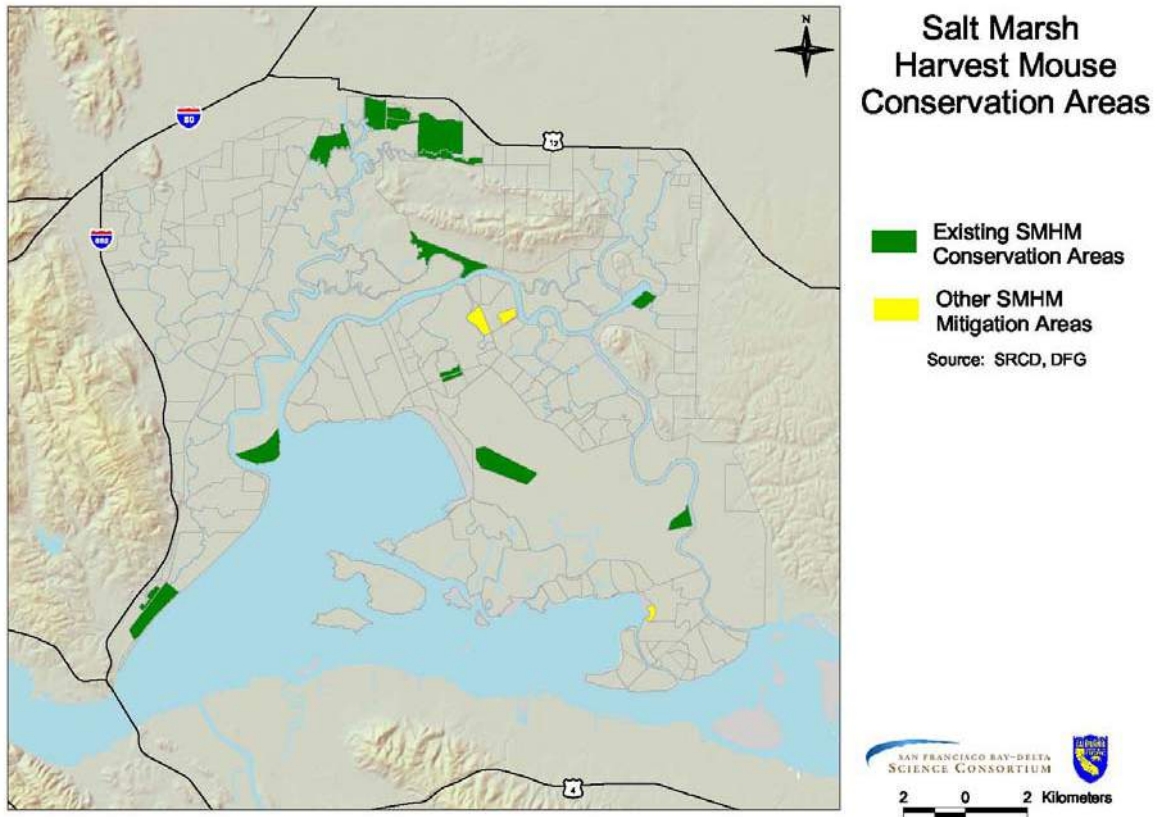 Salt Marsh
Harvest Mouse
Conservation Areas
N
80
12
680
Existing SMHM
Conservation Areas
Other SMHM
Mitigation Areas
Source: SRCD, DFG
4
SAN FRANCISCO BAY-DELTA
SCIENCE CONSORTIUM
2 0 2 Kilometers